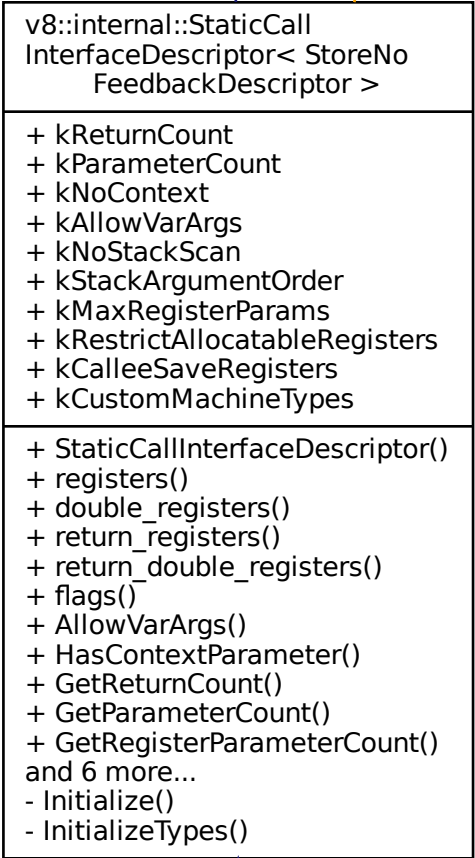 v8::internal::StaticCall
InterfaceDescriptor< StoreNo
FeedbackDescriptor >
+ kReturnCount
+ kParameterCount
+ kNoContext
+ kAllowVarArgs
+ kNoStackScan
+ kStackArgumentOrder
+ kMaxRegisterParams
+ kRestrictAllocatableRegisters
+ kCalleeSaveRegisters
+ kCustomMachineTypes
+ StaticCallInterfaceDescriptor()
+ registers()
+ double_registers()
+ return_registers()
+ return_double_registers()
+ flags()
+ AllowVarArgs()
+ HasContextParameter()
+ GetReturnCount()
+ GetParameterCount()
+ GetRegisterParameterCount()
and 6 more...
- Initialize()
- InitializeTypes()